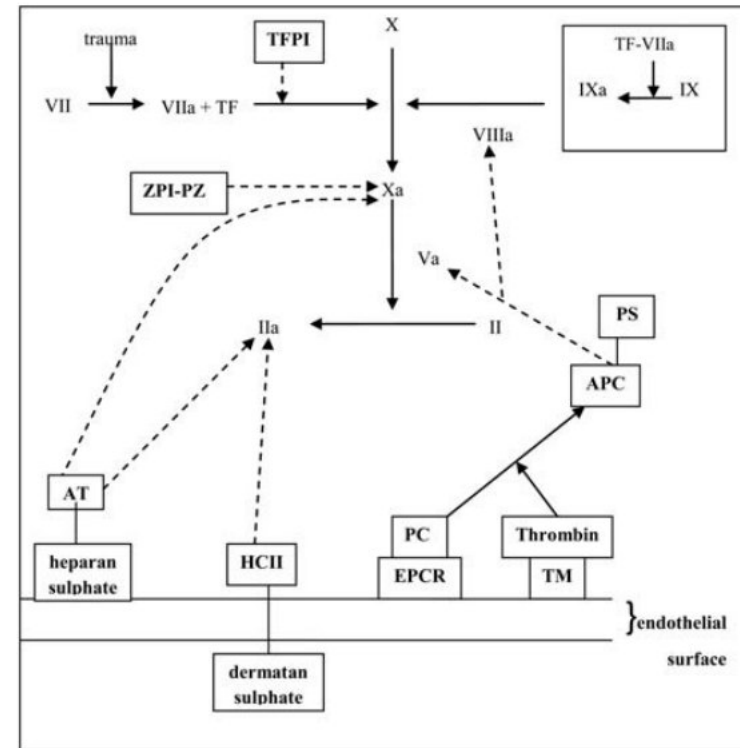 X
trauma
TFPI
TF-VIIa
VII
VIIa + TF
IXa
IX
VIIIa
ZPI-PZ
Xa
Va
PS
IIa
II
APC
AT
PC
Thrombin
heparan
sulphate
HCII
EPCR
TM
}endothelial
surface
dermatan
sulphate